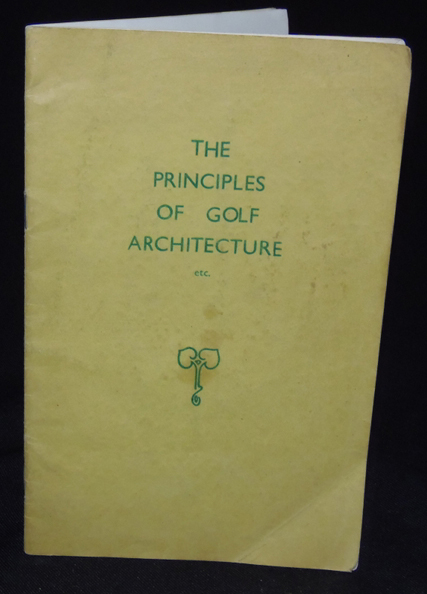 THE
PRINCIPLES
OF GOLF
ARCHITECTURE
etc.